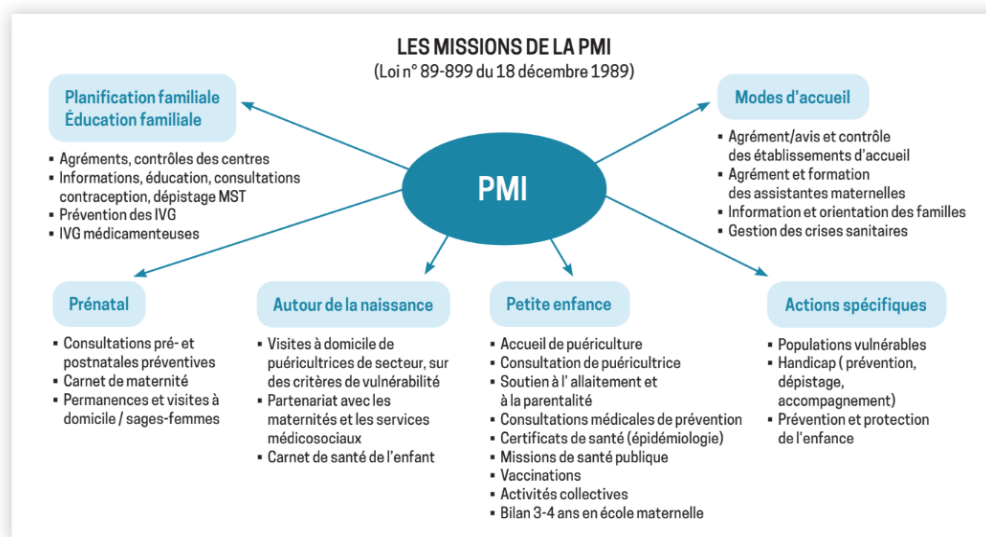 LES MISSIONS DE LA PMI
(Loi n° 89-899 du 18 décembre 1989)
Planification familiale
Éducation familiale
▪ Agréments, contrôles des centres
▪ Informations, éducation, consultations
contraception, dépistage MST
▪ Prévention des IVG
▪ IVG médicamenteuses
PMI
Modes d'accueil
▪ Agrément/avis et contrôle
des établissements d'accueil
▪ Agrément et formation
des assistantes maternelles
▪ Information et orientation des familles
▪ Gestion des crises sanitaires
Prénatal
▪ Consultations pré- et
postnatales préventives
▪ Carnet de maternité
▪ Permanences et visites à
domicile / sages-femmes
Autour de la naissance
▪ Visites à domicile de
puéricultrices de secteur, sur
des critères de vulnérabilité
▪ Partenariat avec les
maternités et les services
médicosociaux
▪ Carnet de santé de l'enfant
Petite enfance
▪ Accueil de puériculture
▪ Consultation de puéricultrice
▪ Soutien à l' allaitement et
à la parentalité
▪ Consultations médicales de prévention
▪ Certificats de santé (épidémiologie)
▪ Missions de santé publique
▪ Vaccinations
▪ Activités collectives
▪ Bilan 3-4 ans en école maternelle
Actions spécifiques
▪ Populations vulnérables
▪ Handicap ( prévention,
dépistage,
accompagnement)
▪ Prévention et protection
de l'enfance